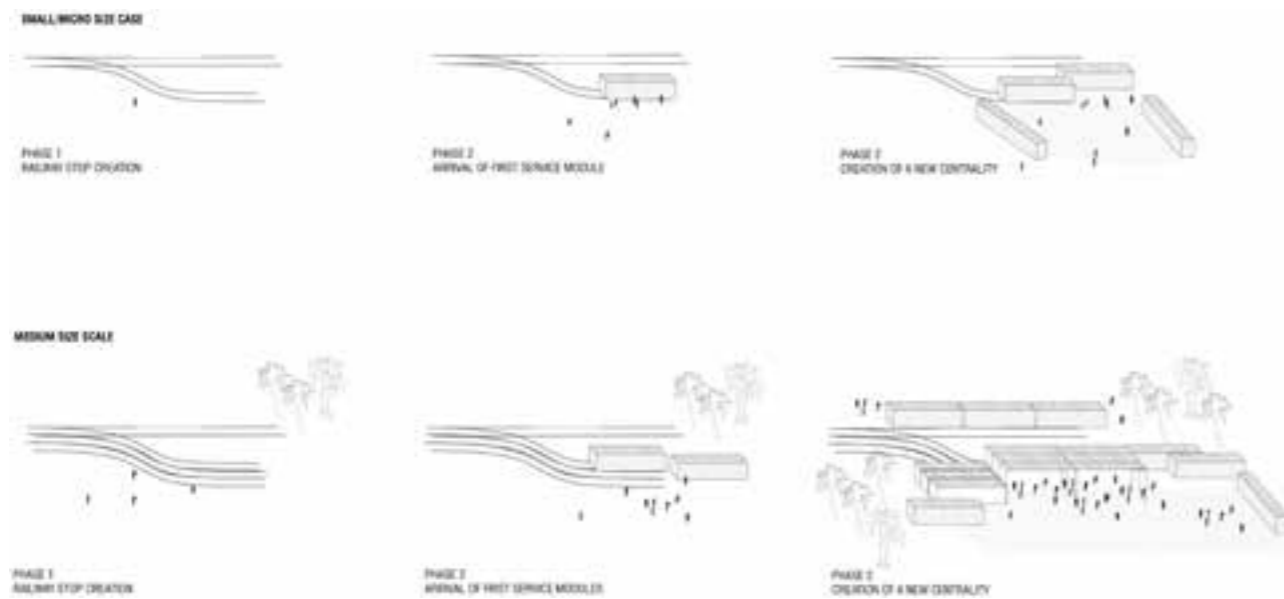 SMALL/MICRO SIZE CASE
PHASE 1
RAILWAY STOP CREATION
PHASE 2
ARRIVAL OF FIRST SERVICE MODULE
PHASE 3
CREATION OF A NEW CENTRALITY
MEDIUM SIZE SCALE
PHASE 1
RAILWAY STOP CREATION
PHASE 2
ARRIVAL OF FIRST SERVICE MODULES
PHASE 3
CREATION OF A NEW CENTRALITY